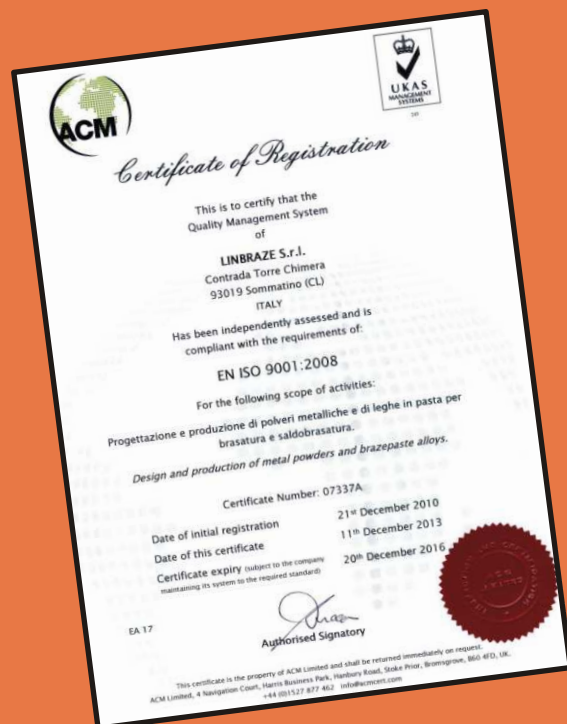 ACM
UKAS
MANAGEMENT
SYSTEMS
Certificate of Registration
This is to certify that the
Quality Management System
of
LINBRAZE S.r.l.
Contrada Torre Chimera
93019 Sommatino (CL)
ITALY
Has been independently assessed and is
compliant with the requirements of:
EN ISO 9001:2008
For the following scope of activities:
Progettazione e produzione di polveri metalliche e di leghe in pasta per
brasatura e saldobrasatura.
Design and production of metal powders and brazepaste alloys.
Certificate Number: 07337A
Date of initial registration 21st December 2010
Date of this certificate 11th December 2013
Certificate expiry (subject to the company 20th December 2016
maintaining its system to the required standard)
EA 17
Authorised Signatory
This certificate is the property of ACM Limited and shall be returned immediately on request.
ACM Limited, 4 Navigation Court, Harris Business Park, Hanbury Road, Stoke Prior, Bromsgrove, B60 4FD, UK.
+44 (0)1527 877 462 info@acmcert.com